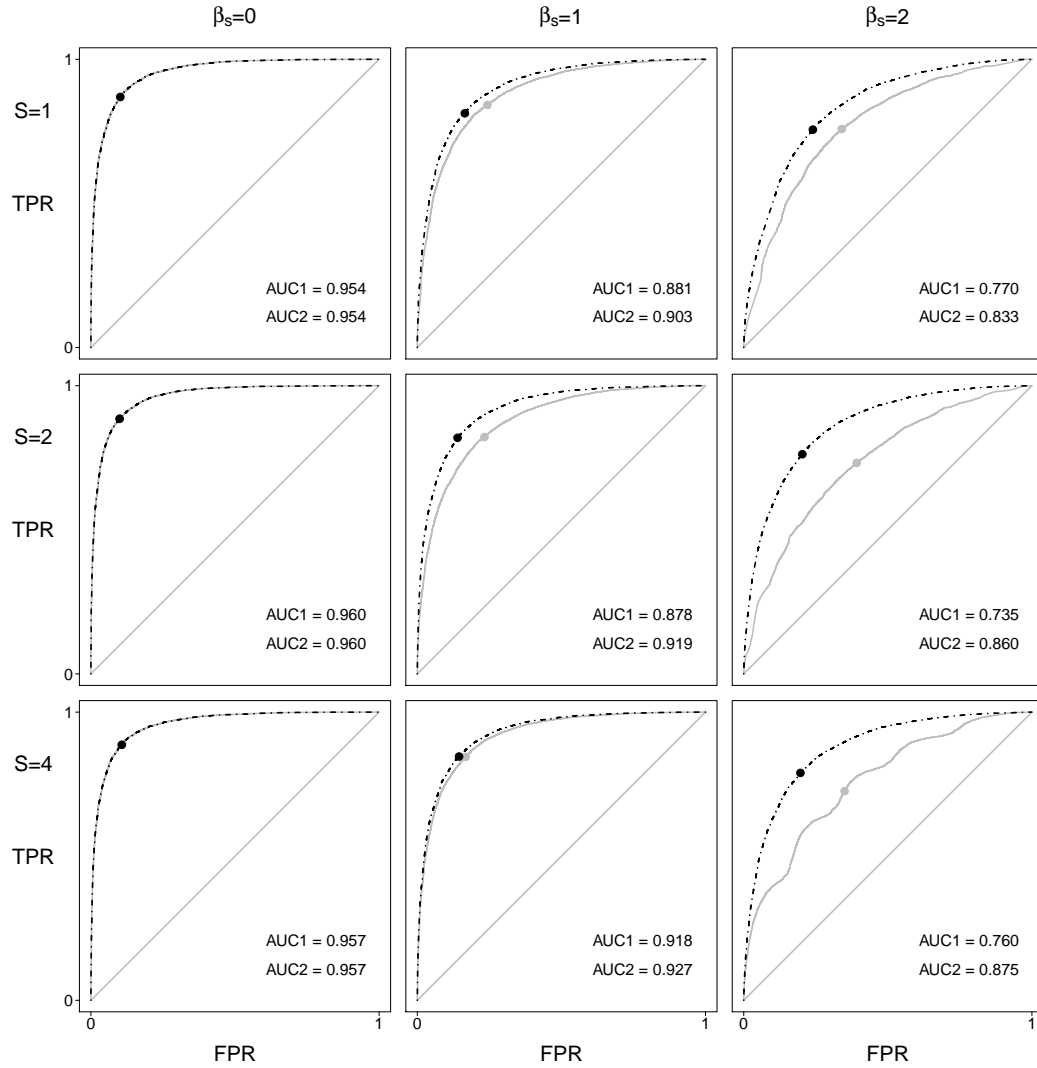 βs=0 βs=1 βs=2
1
S=1
TPR
AUC1 = 0.954 AUC1 = 0.881 AUC1 = 0.770
AUC2 = 0.954 AUC2 = 0.903 AUC2 = 0.833
0
1
S=2
TPR
AUC1 = 0.960 AUC1 = 0.878 AUC1 = 0.735
AUC2 = 0.960 AUC2 = 0.919 AUC2 = 0.860
0
1
S=4
TPR
AUC1 = 0.957 AUC1 = 0.918 AUC1 = 0.760
AUC2 = 0.957 AUC2 = 0.927 AUC2 = 0.875
0
0 1 0 1 0 1
FPR FPR FPR